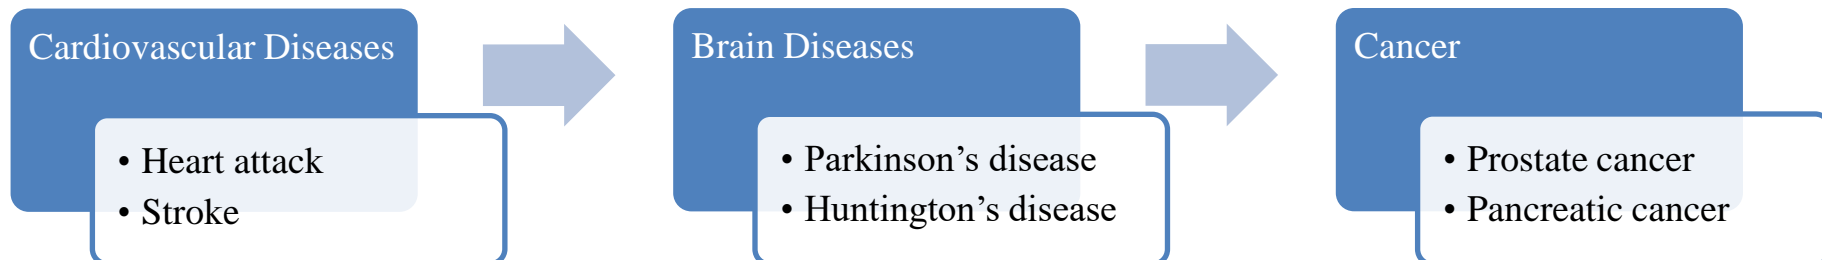 Cardiovascular Diseases
• Heart attack
• Stroke
Brain Diseases
• Parkinson’s disease
• Huntington’s disease
Cancer
• Prostate cancer
• Pancreatic cancer